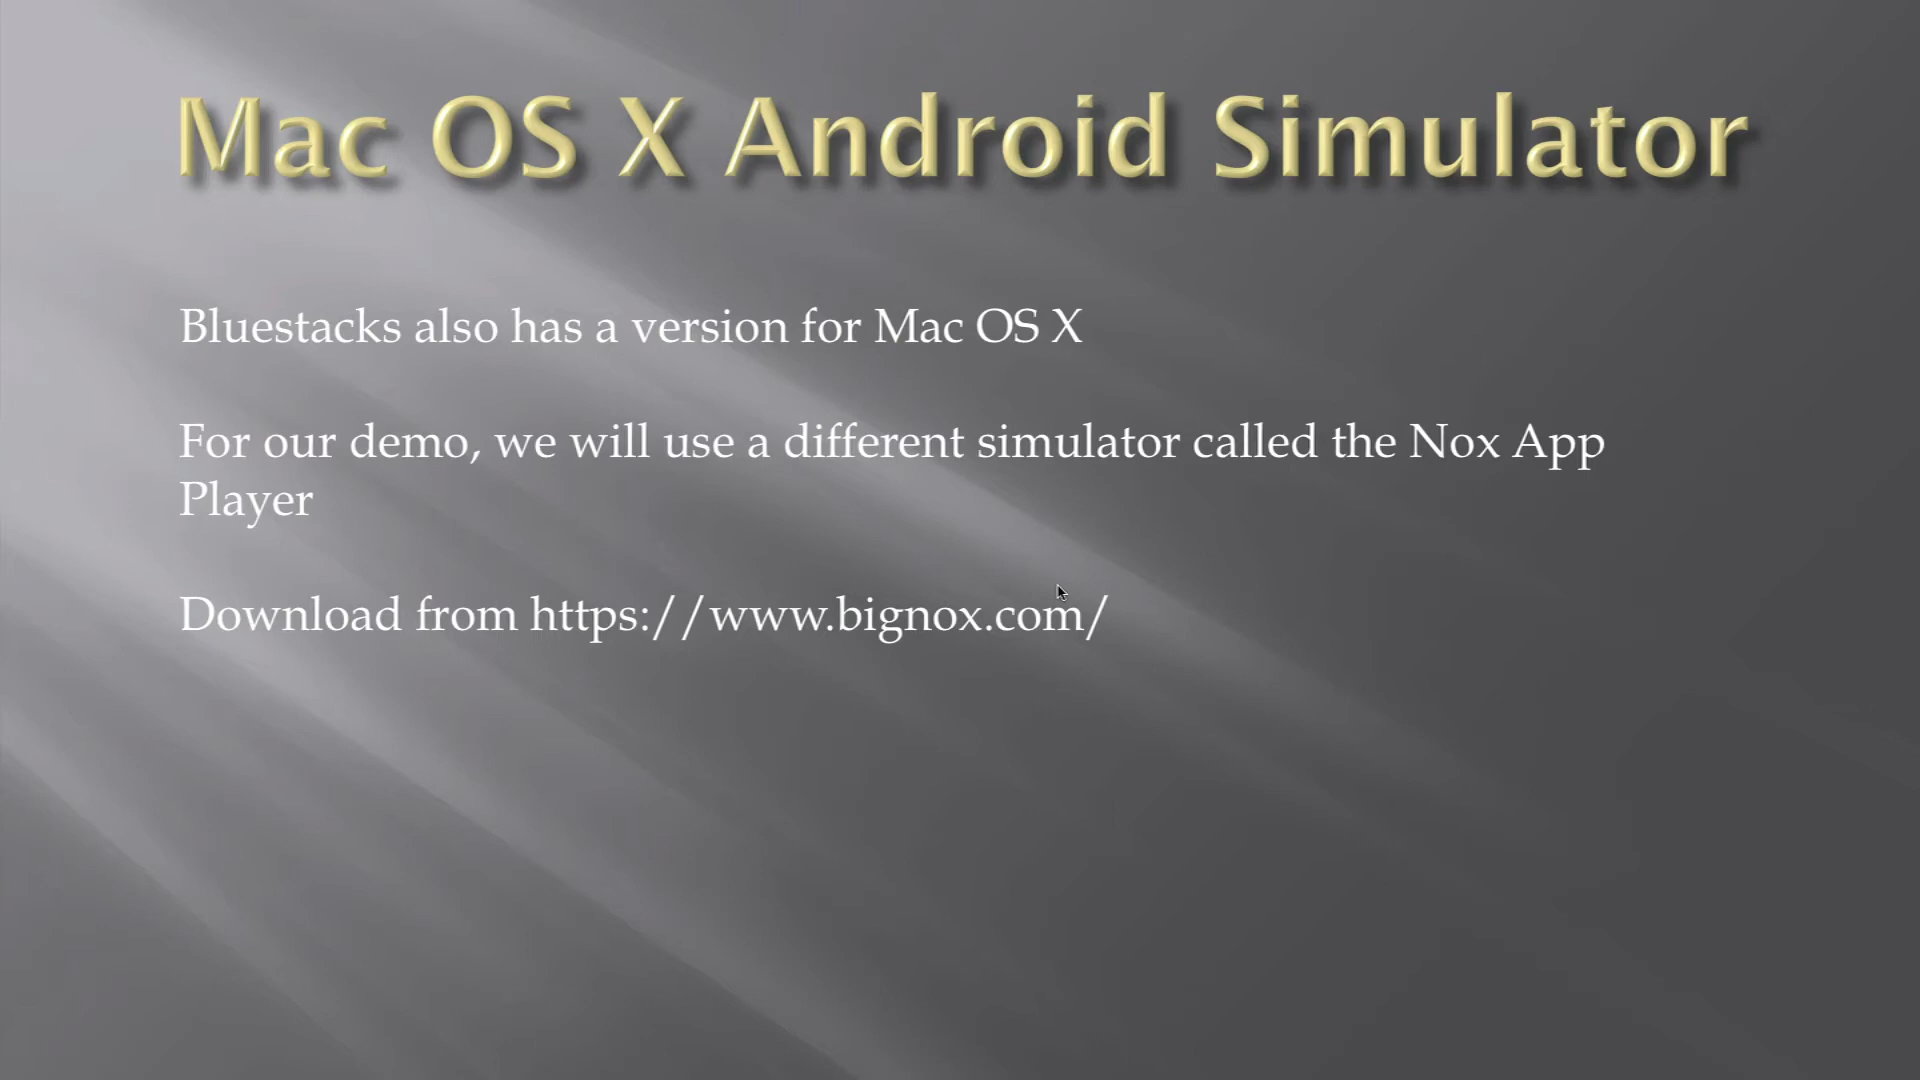 Mac OS X Android Simulator
Bluestacks also has a version for Mac OS X
For our demo, we will use a different simulator called the Nox App
Player
Download from https://www.bignox.com/